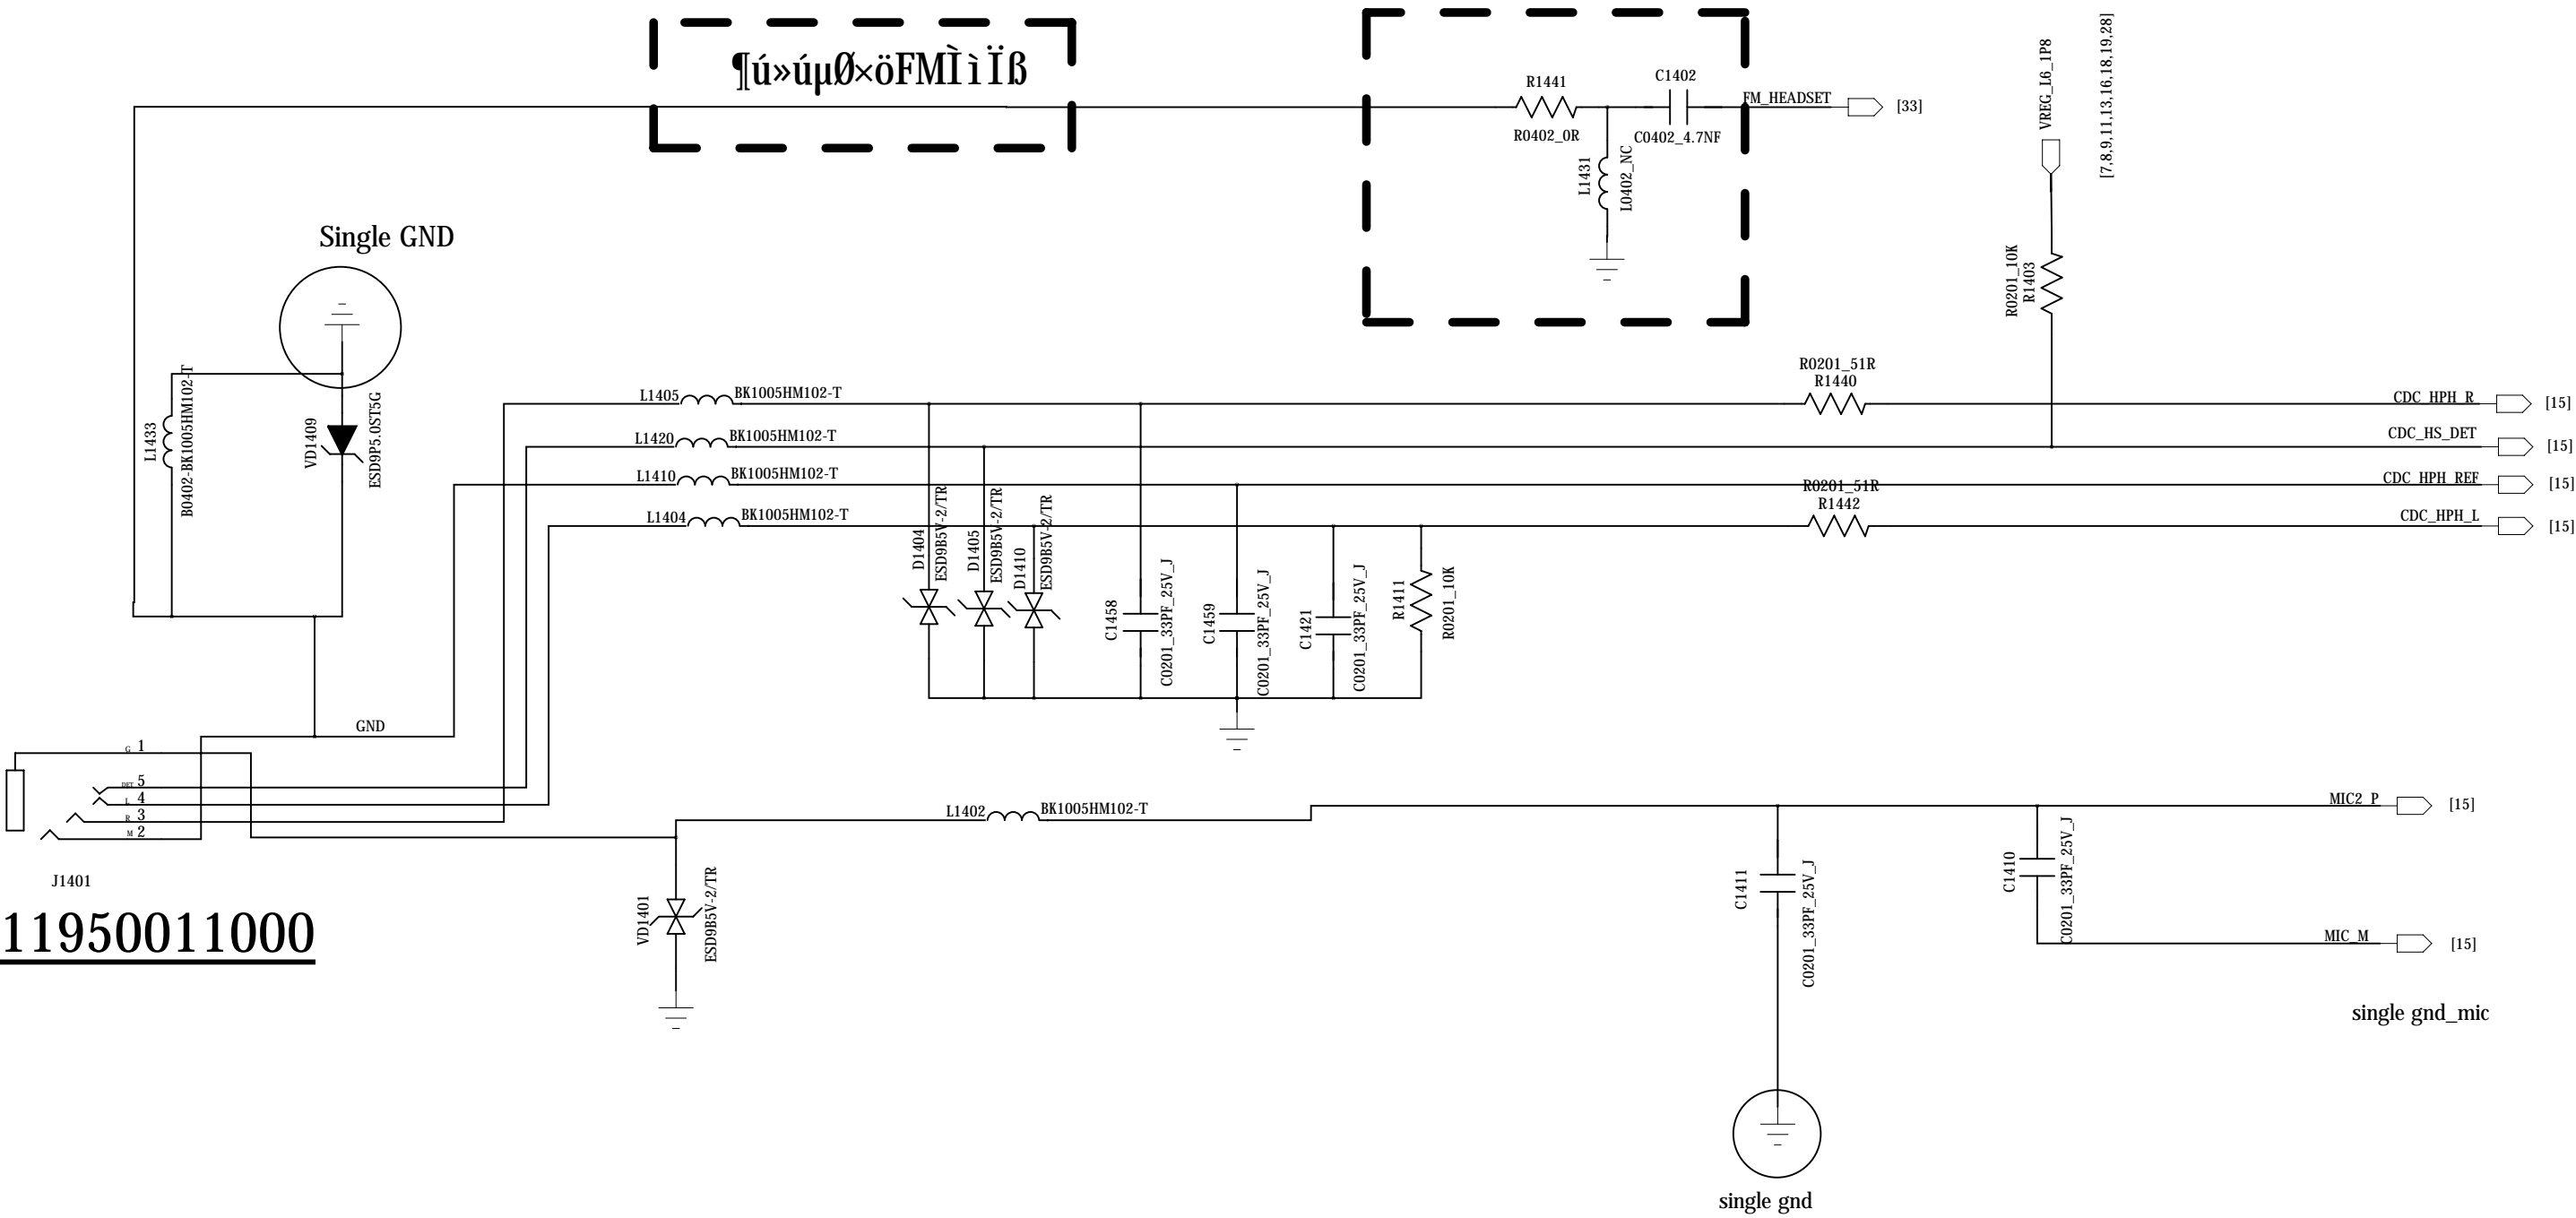 ¶ú»úµØ×öFMÌìÏß
R1441
C1402
R0402_0R
C0402_4.7NF
FM_HEADSET
[33]
L1431
L0402_NC
VREG_L6_1P8
[7,8,9,11,13,16,18,19,28]
R0201_10K
R1403
Single GND
L1433
B0402-BK1005HM102-T
VD1409
ESD9P5.0ST5G
L1405
BK1005HM102-T
R0201_51R
R1440
CDC_HPH_R
[15]
L1420
BK1005HM102-T
CDC_HS_DET
[15]
L1410
BK1005HM102-T
CDC_HPH_REF
[15]
L1404
BK1005HM102-T
R0201_51R
R1442
CDC_HPH_L
[15]
D1404
ESD9B5V-2/TR
D1405
ESD9B5V-2/TR
D1410
ESD9B5V-2/TR
C1458
C0201_33PF_25V_J
C1459
C0201_33PF_25V_J
C1421
C0201_33PF_25V_J
R1411
R0201_10K
GND
G 1
DET 5
L 4
R 3
M 2
J1401
11950011000
L1402
BK1005HM102-T
MIC2_P
[15]
VD1401
ESD9B5V-2/TR
C1411
C0201_33PF_25V_J
C1410
C0201_33PF_25V_J
MIC_M
[15]
single gnd_mic
single gnd